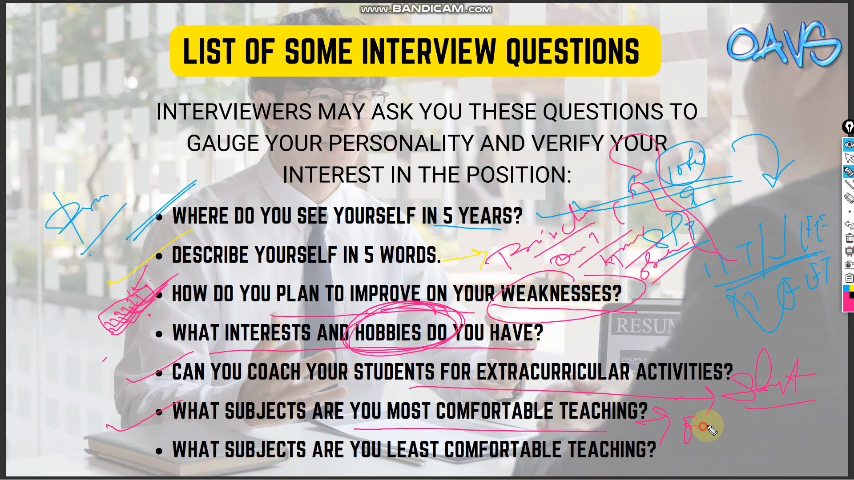 www.BANDICAM.com
LIST OF SOME INTERVIEW QUESTIONS
OAVS
INTERVIEWERS MAY ASK YOU THESE QUESTIONS TO
GAUGE YOUR PERSONALITY AND VERIFY YOUR
INTEREST IN THE POSITION:
• WHERE DO YOU SEE YOURSELF IN 5 YEARS?
• DESCRIBE YOURSELF IN 5 WORDS.
• HOW DO YOU PLAN TO IMPROVE ON YOUR WEAKNESSES?
RESUM
• WHAT INTERESTS AND HOBBIES DO YOU HAVE?
• CAN YOU COACH YOUR STUDENTS FOR EXTRACURRICULAR ACTIVITIES?
• WHAT SUBJECTS ARE YOU MOST COMFORTABLE TEACHING?
• WHAT SUBJECTS ARE YOU LEAST COMFORTABLE TEACHING?